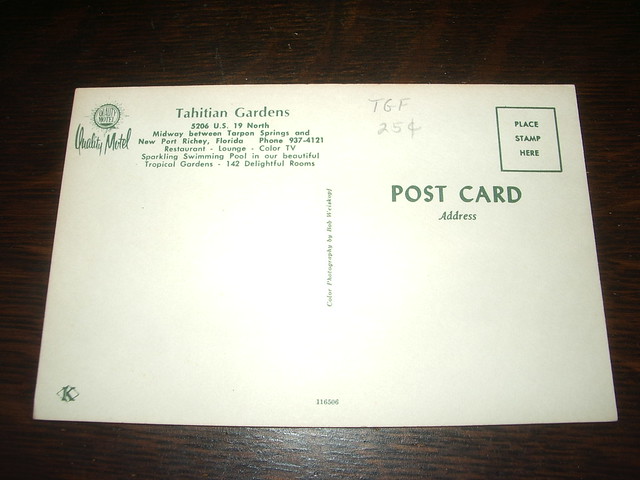 QUALITY MOTEL
Quality Motel
Tahitian Gardens
5206 U.S. 19 North
Midway between Tarpon Springs and
New Port Richey, Florida Phone 937-4121
Restaurant - Lounge - Color TV
Sparkling Swimming Pool in our beautiful
Tropical Gardens - 142 Delightful Rooms
TGF
25¢
PLACE
STAMP
HERE
POST CARD
Address
Color Photography by Bob Weiskopf
K
116506